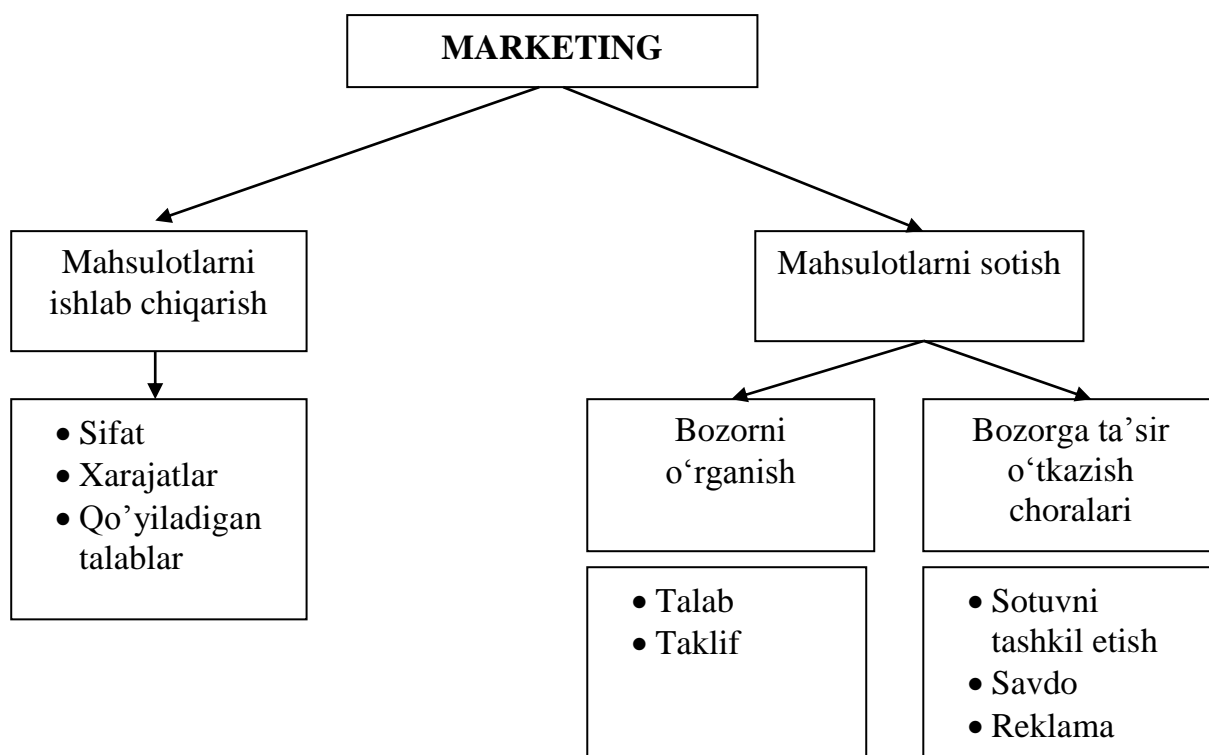 MARKETING
Mahsulotlarni
ishlab chiqarish
Mahsulotlarni sotish
• Sifat
• Xarajatlar
• Qo’yiladigan
talablar
Bozorni
o‘rganish
Bozorga ta’sir
o‘tkazish
choralari
• Talab
• Taklif
• Sotuvni
tashkil etish
• Savdo
• Reklama